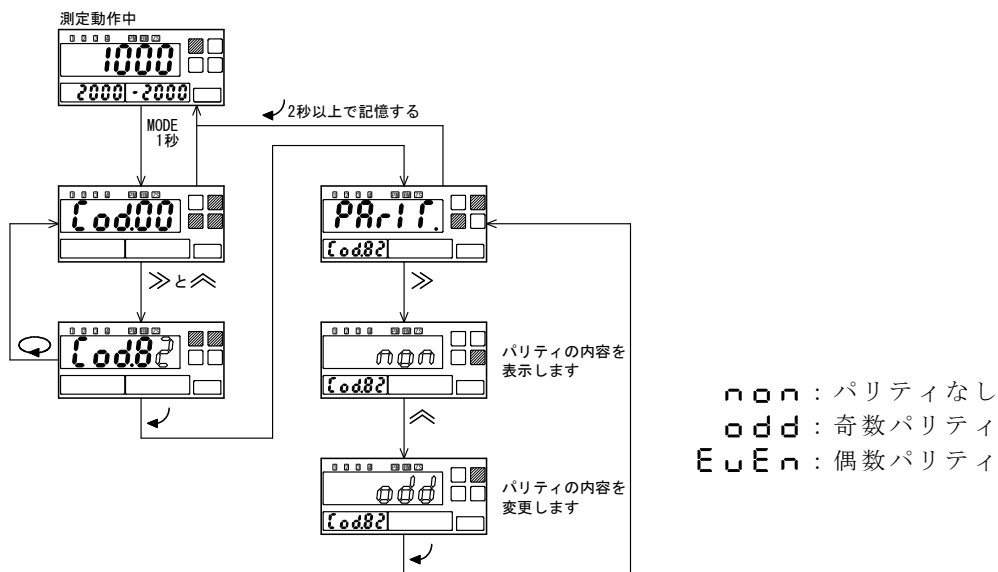 測定動作中
1000
2000 -2000
2秒以上で記憶する
MODE
1秒
Cod.00
PArIT.
Cod.82
≫と︽
≫
Cod.82
non
Cod.82
パリティの内容を
表示します
︽
odd
Cod.82
パリティの内容を
変更します
non：パリティなし
odd：奇数パリティ
EvEn：偶数パリティ